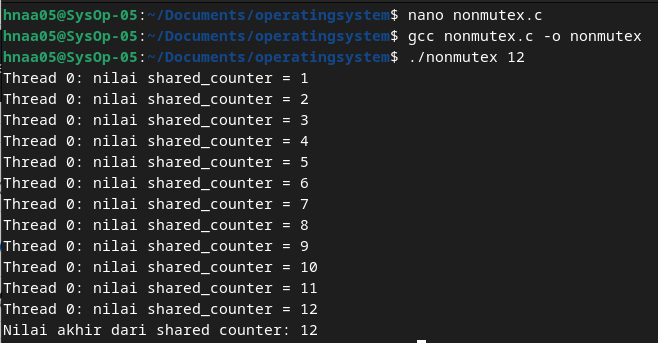 hnaa05@SysOp-05:~/Documents/operatingsystem$ nano nonmutex.c
hnaa05@SysOp-05:~/Documents/operatingsystem$ gcc nonmutex.c -o nonmutex
hnaa05@SysOp-05:~/Documents/operatingsystem$ ./nonmutex 12
Thread 0: nilai shared_counter = 1
Thread 0: nilai shared_counter = 2
Thread 0: nilai shared_counter = 3
Thread 0: nilai shared_counter = 4
Thread 0: nilai shared_counter = 5
Thread 0: nilai shared_counter = 6
Thread 0: nilai shared_counter = 7
Thread 0: nilai shared_counter = 8
Thread 0: nilai shared_counter = 9
Thread 0: nilai shared_counter = 10
Thread 0: nilai shared_counter = 11
Thread 0: nilai shared_counter = 12
Nilai akhir dari shared counter: 12